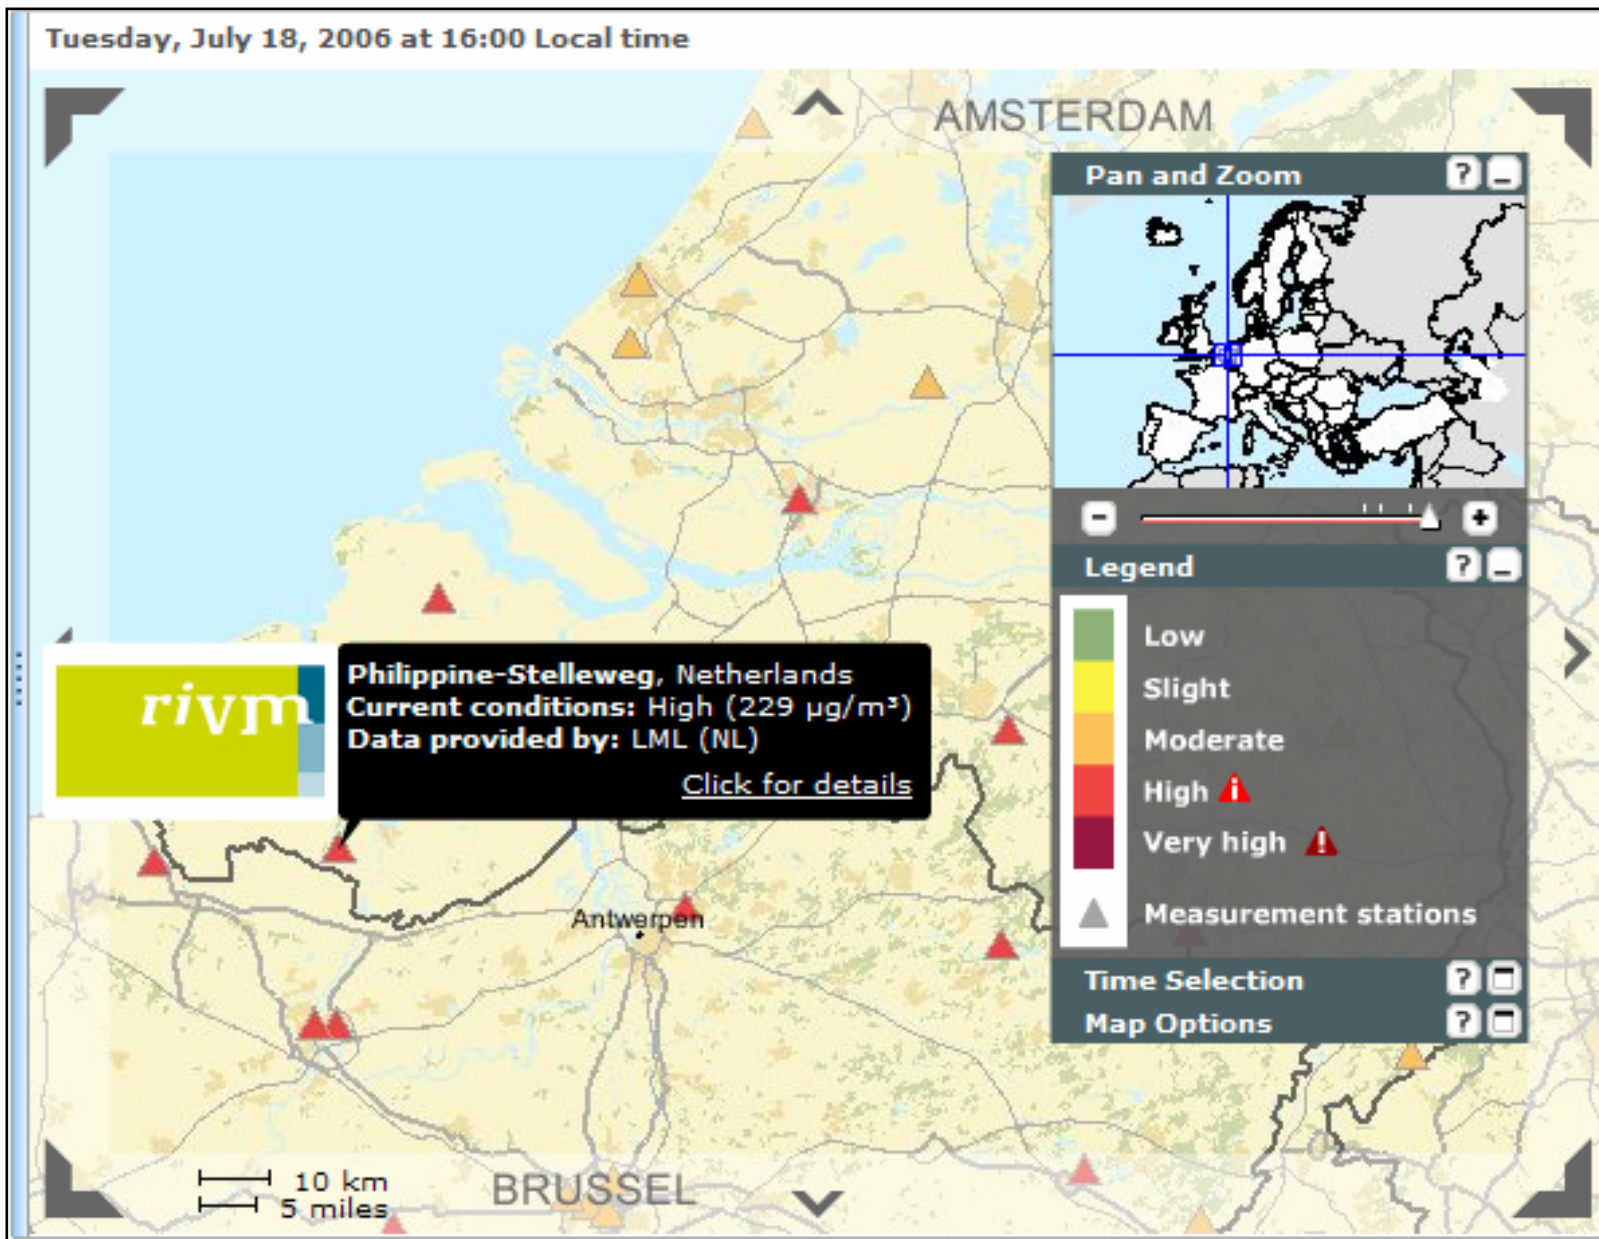 Tuesday, July 18, 2006 at 16:00 Local time
AMSTERDAM
Pan and Zoom ? _
- +
Legend ? _
Low
Slight
Moderate
High i
Very high !
Measurement stations
Time Selection ?
Map Options ?
rivm
Philippine-Stelleweg, Netherlands
Current conditions: High (229 µg/m³)
Data provided by: LML (NL)
Click for details
Antwerpen
10 km
5 miles
BRUSSEL